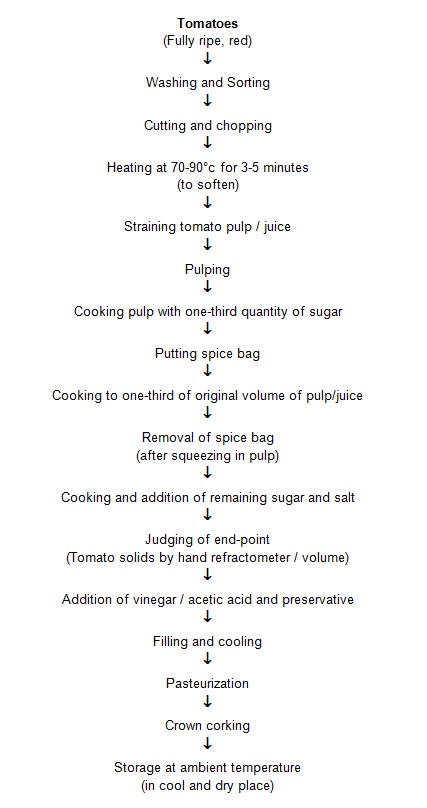 Tomatoes
(Fully ripe, red)
↓
Washing and Sorting
↓
Cutting and chopping
↓
Heating at 70-90°c for 3-5 minutes
(to soften)
↓
Straining tomato pulp / juice
↓
Pulping
↓
Cooking pulp with one-third quantity of sugar
↓
Putting spice bag
↓
Cooking to one-third of original volume of pulp/juice
↓
Removal of spice bag
(after squeezing in pulp)
↓
Cooking and addition of remaining sugar and salt
↓
Judging of end-point
(Tomato solids by hand refractometer / volume)
↓
Addition of vinegar / acetic acid and preservative
↓
Filling and cooling
↓
Pasteurization
↓
Crown corking
↓
Storage at ambient temperature
(in cool and dry place)